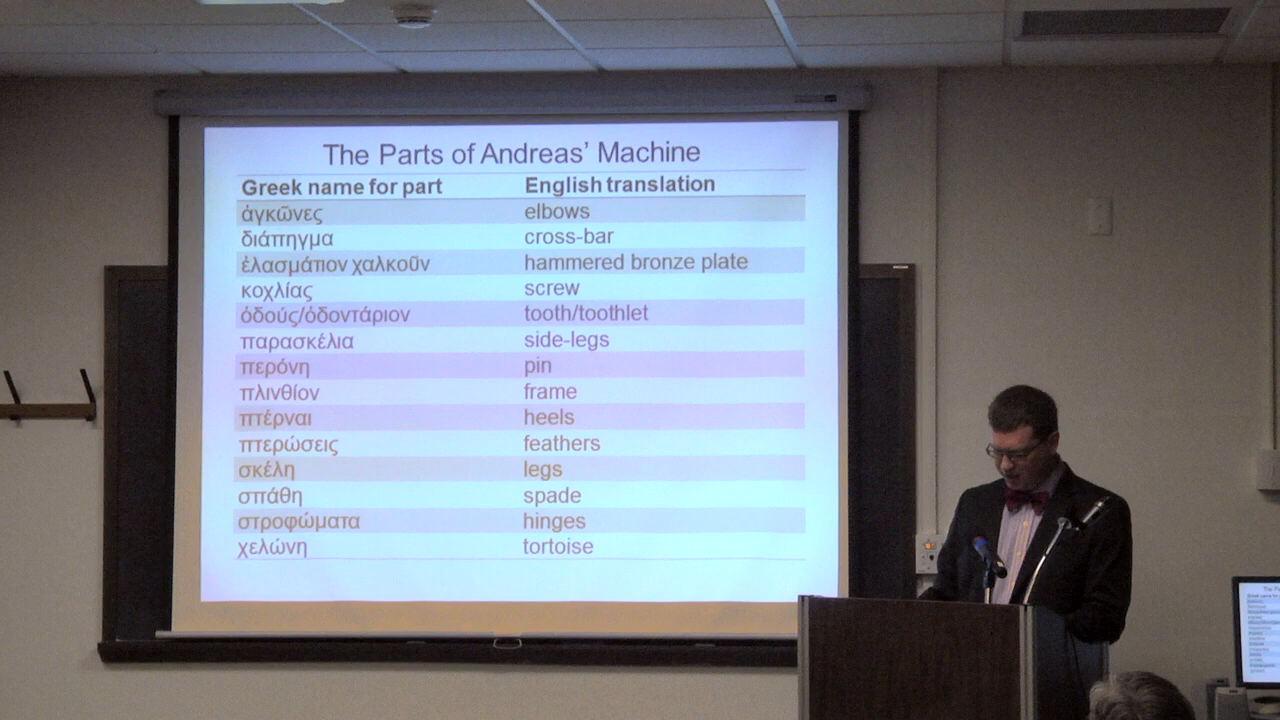 The Parts of Andreas’ Machine
Greek name for part English translation
ἀγκῶνες elbows
διάπηγμα cross-bar
ἐλασμάτιον χαλκοῦν hammered bronze plate
κοχλίας screw
ὀδούς/ὀδοντάριον tooth/toothlet
παρασκέλια side-legs
περόνη pin
πλινθίον frame
πτέρναι heels
πτερώσεις feathers
σκέλη legs
σπάθη spade
στροφώματα hinges
χελώνη tortoise